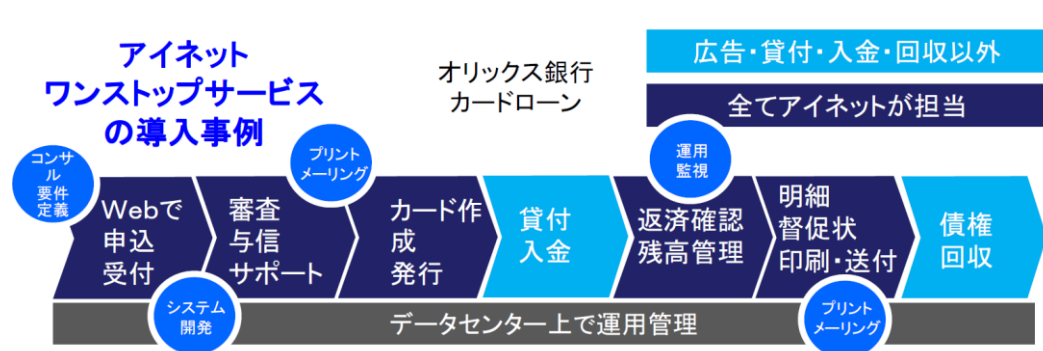 アイネット
ワンストップサービス
の導入事例
オリックス銀行
カードローン
広告・貸付・入金・回収以外
全てアイネットが担当
コンサ
ル
要件
定義
プリント
メーリング
運用
監視
Webで
申込
受付
審査
与信
サポート
カード作
成
発行
貸付
入金
返済確認
残高管理
明細
督促状
印刷・送付
債権
回収
システム
開発
プリント
メーリング
データセンター上で運用管理